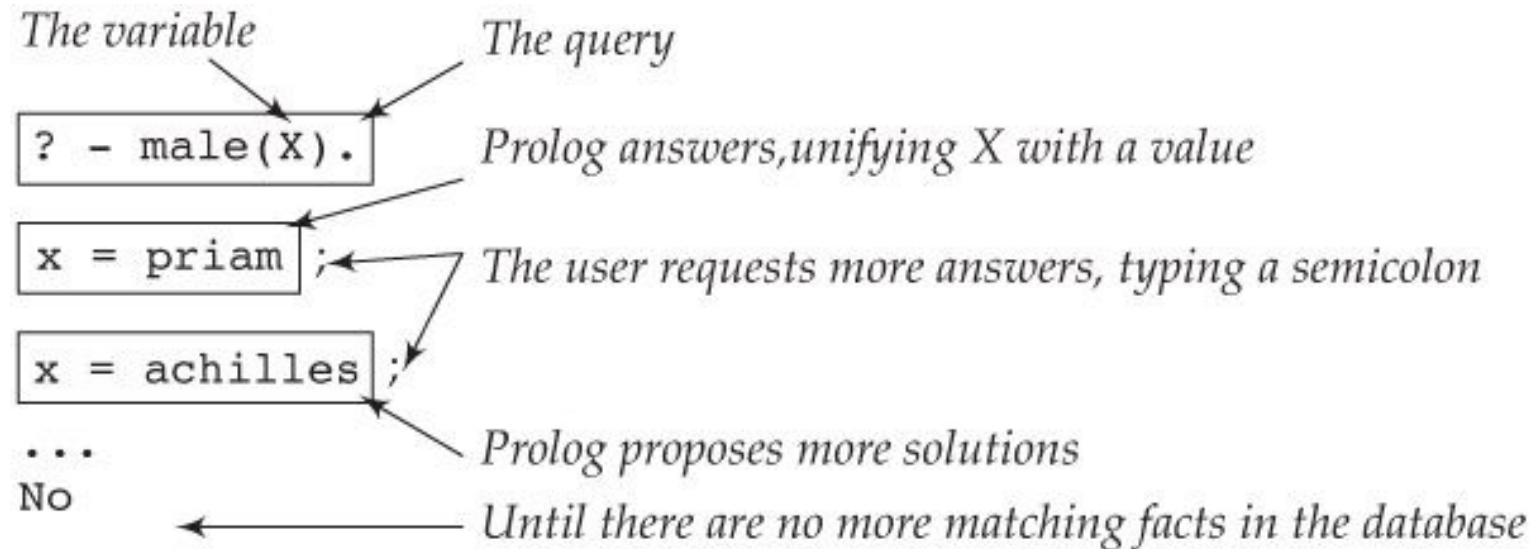 The variable
The query
? - male(X).
Prolog answers,unifying X with a value
x = priam ;
The user requests more answers, typing a semicolon
x = achilles ;
Prolog proposes more solutions
...
No
Until there are no more matching facts in the database